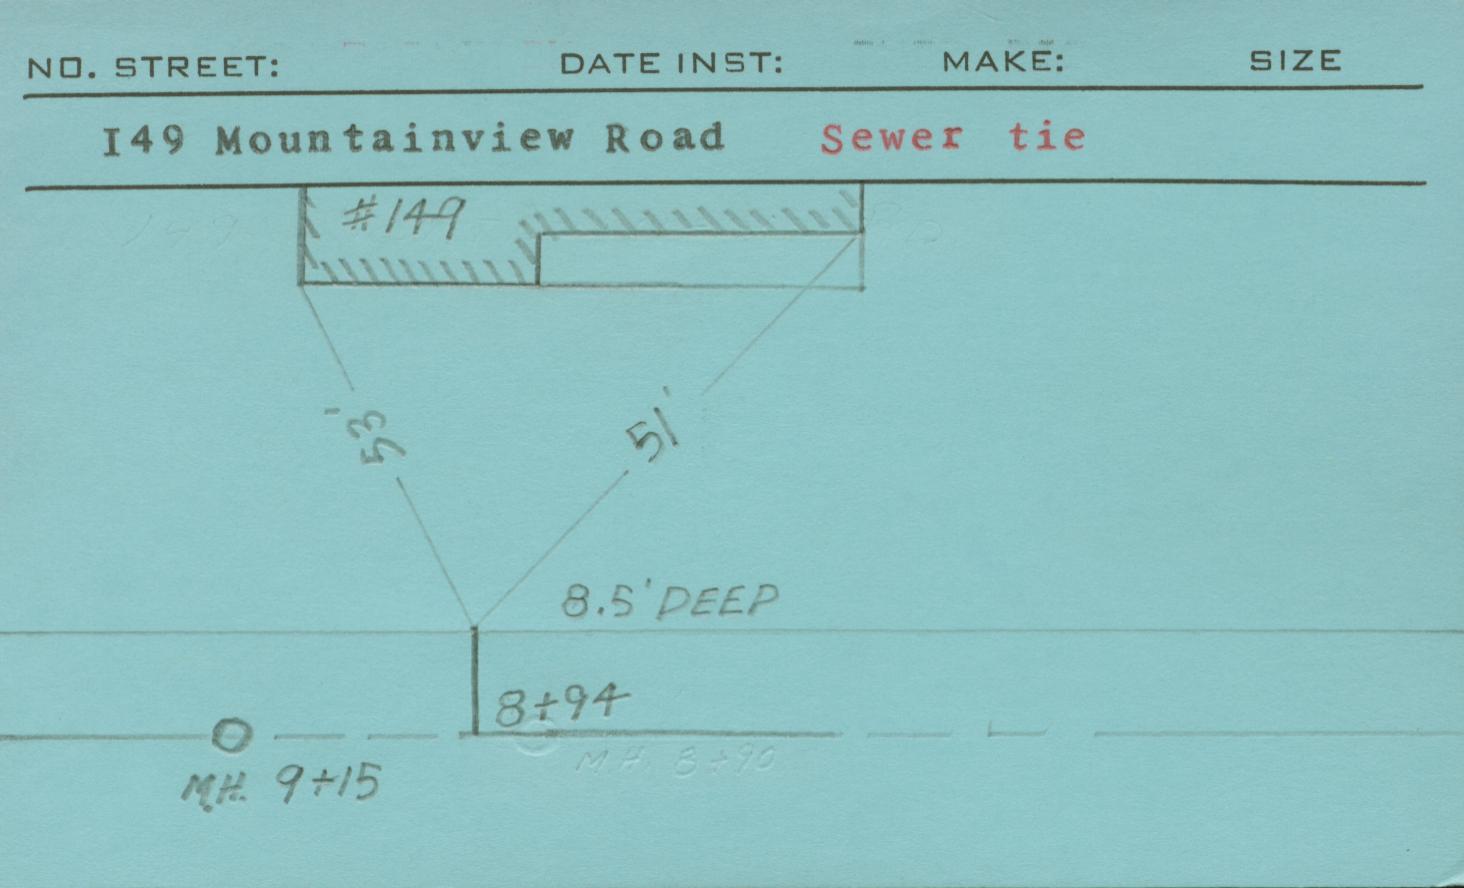 NO. STREET: DATE INST: MAKE: SIZE
I49 Mountainview Road Sewer tie
#149
53'
51'
8.5' DEEP
8+94
M.H. 8+90
M.H. 9+15